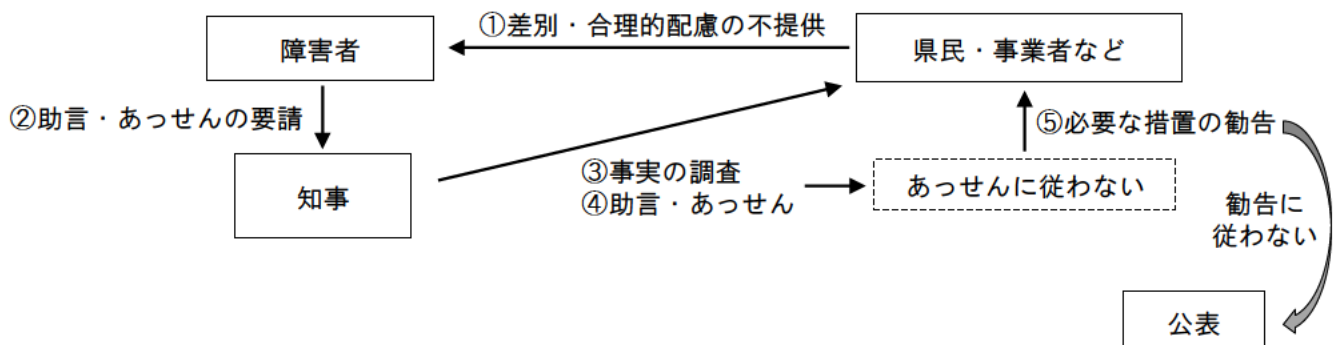 ①差別・合理的配慮の不提供
障害者
県民・事業者など
②助言・あっせんの要請
⑤必要な措置の勧告
知事
③事実の調査
④助言・あっせん
あっせんに従わない
勧告に
従わない
公表